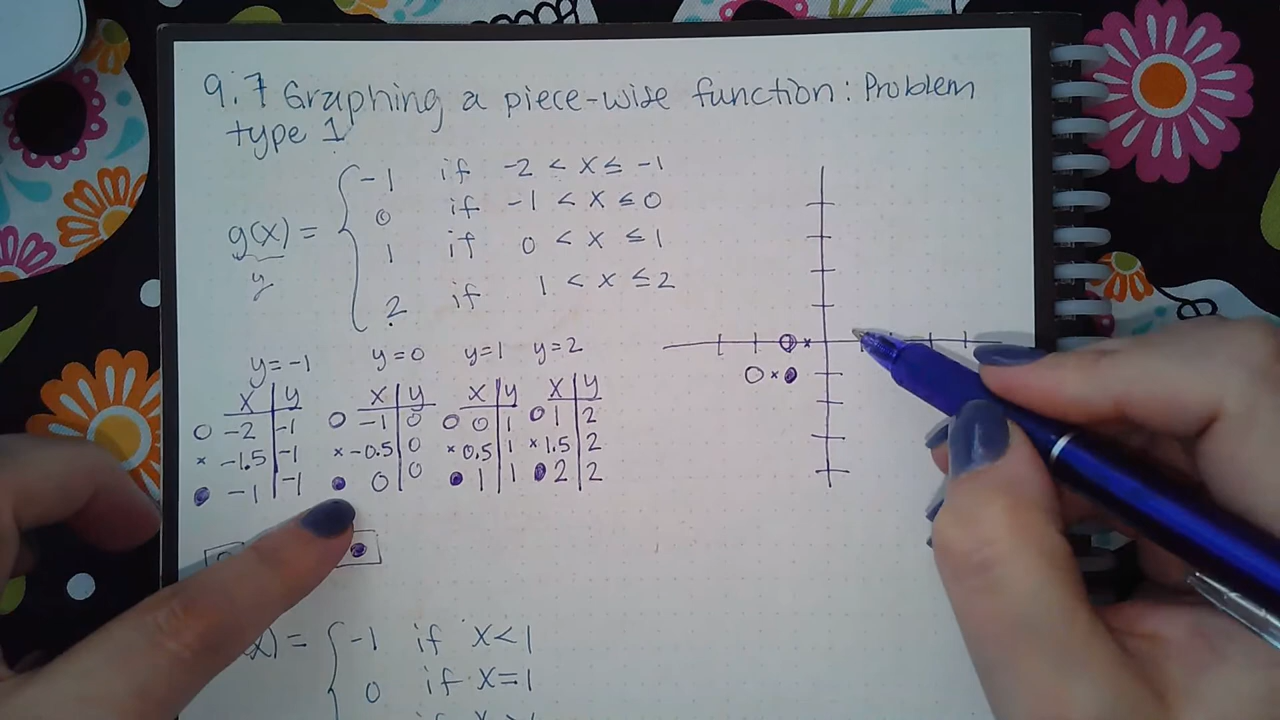 9.7 Graphing a piece-wise function: Problem
type 1
g(x) = { -1 if -2 < x ≤ -1
0 if -1 < x ≤ 0
1 if 0 < x ≤ 1
2 if 1 < x ≤ 2
y
y=-1 y=0 y=1 y=2
x | y x | y x | y x | y
-2 | -1 -1 | 0 0 | 1 1 | 2
-1.5 | -1 -0.5 | 0 0.5 | 1 1.5 | 2
-1 | -1 0 | 0 1 | 1 2 | 2
x) = { -1 if x < 1
0 if x = 1